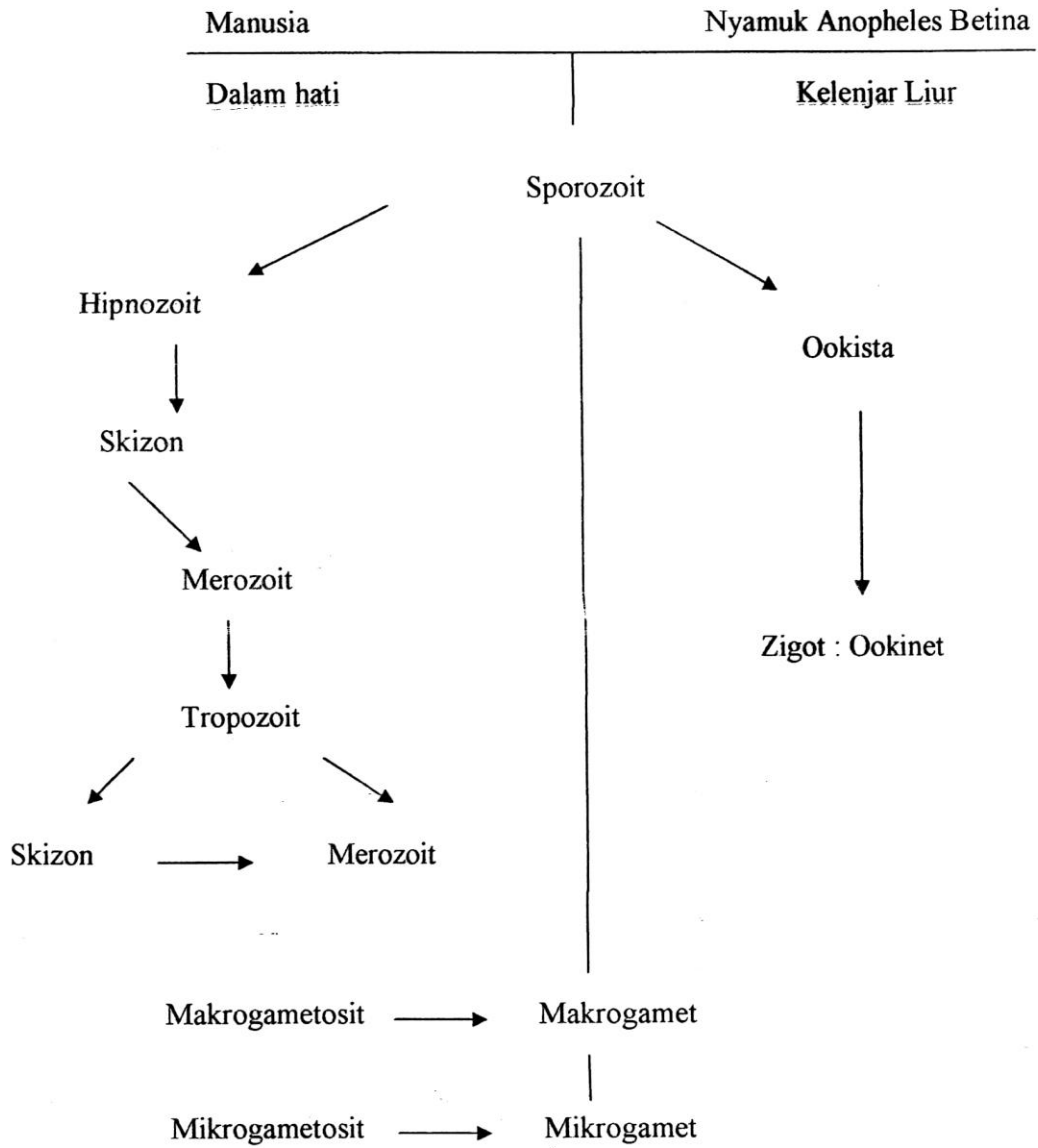 Manusia Nyamuk Anopheles Betina
Dalam hati Kelenjar Liur
Sporozoit
Hipnozoit
Ookista
Skizon
Merozoit
Zigot : Ookinet
Tropozoit
Skizon Merozoit
Makrogametosit Makrogamet
Mikrogametosit Mikrogamet